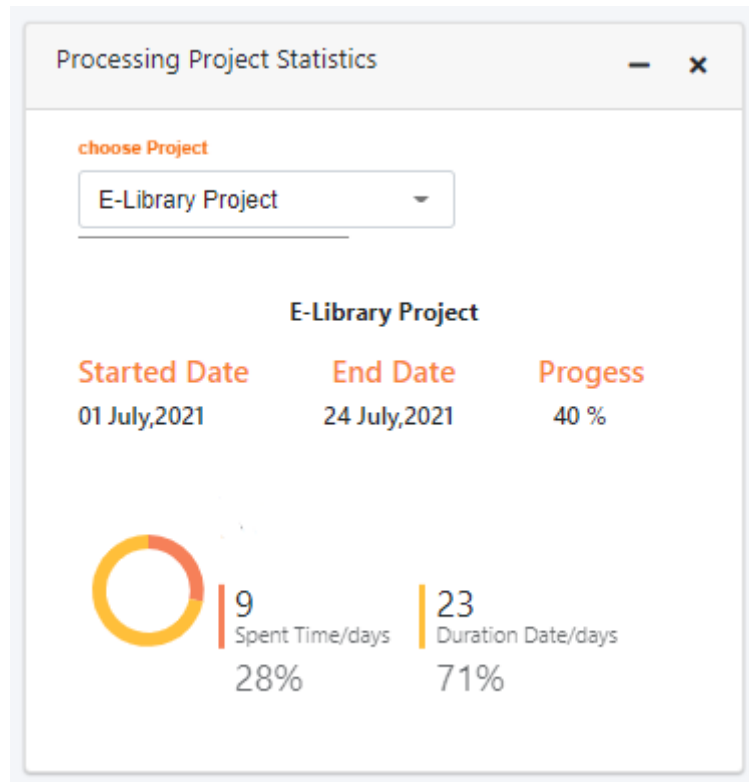 Processing Project Statistics
choose Project
E-Library Project
E-Library Project
Started Date End Date Progess
01 July,2021 24 July,2021 40 %
9 23
Spent Time/days Duration Date/days
28% 71%